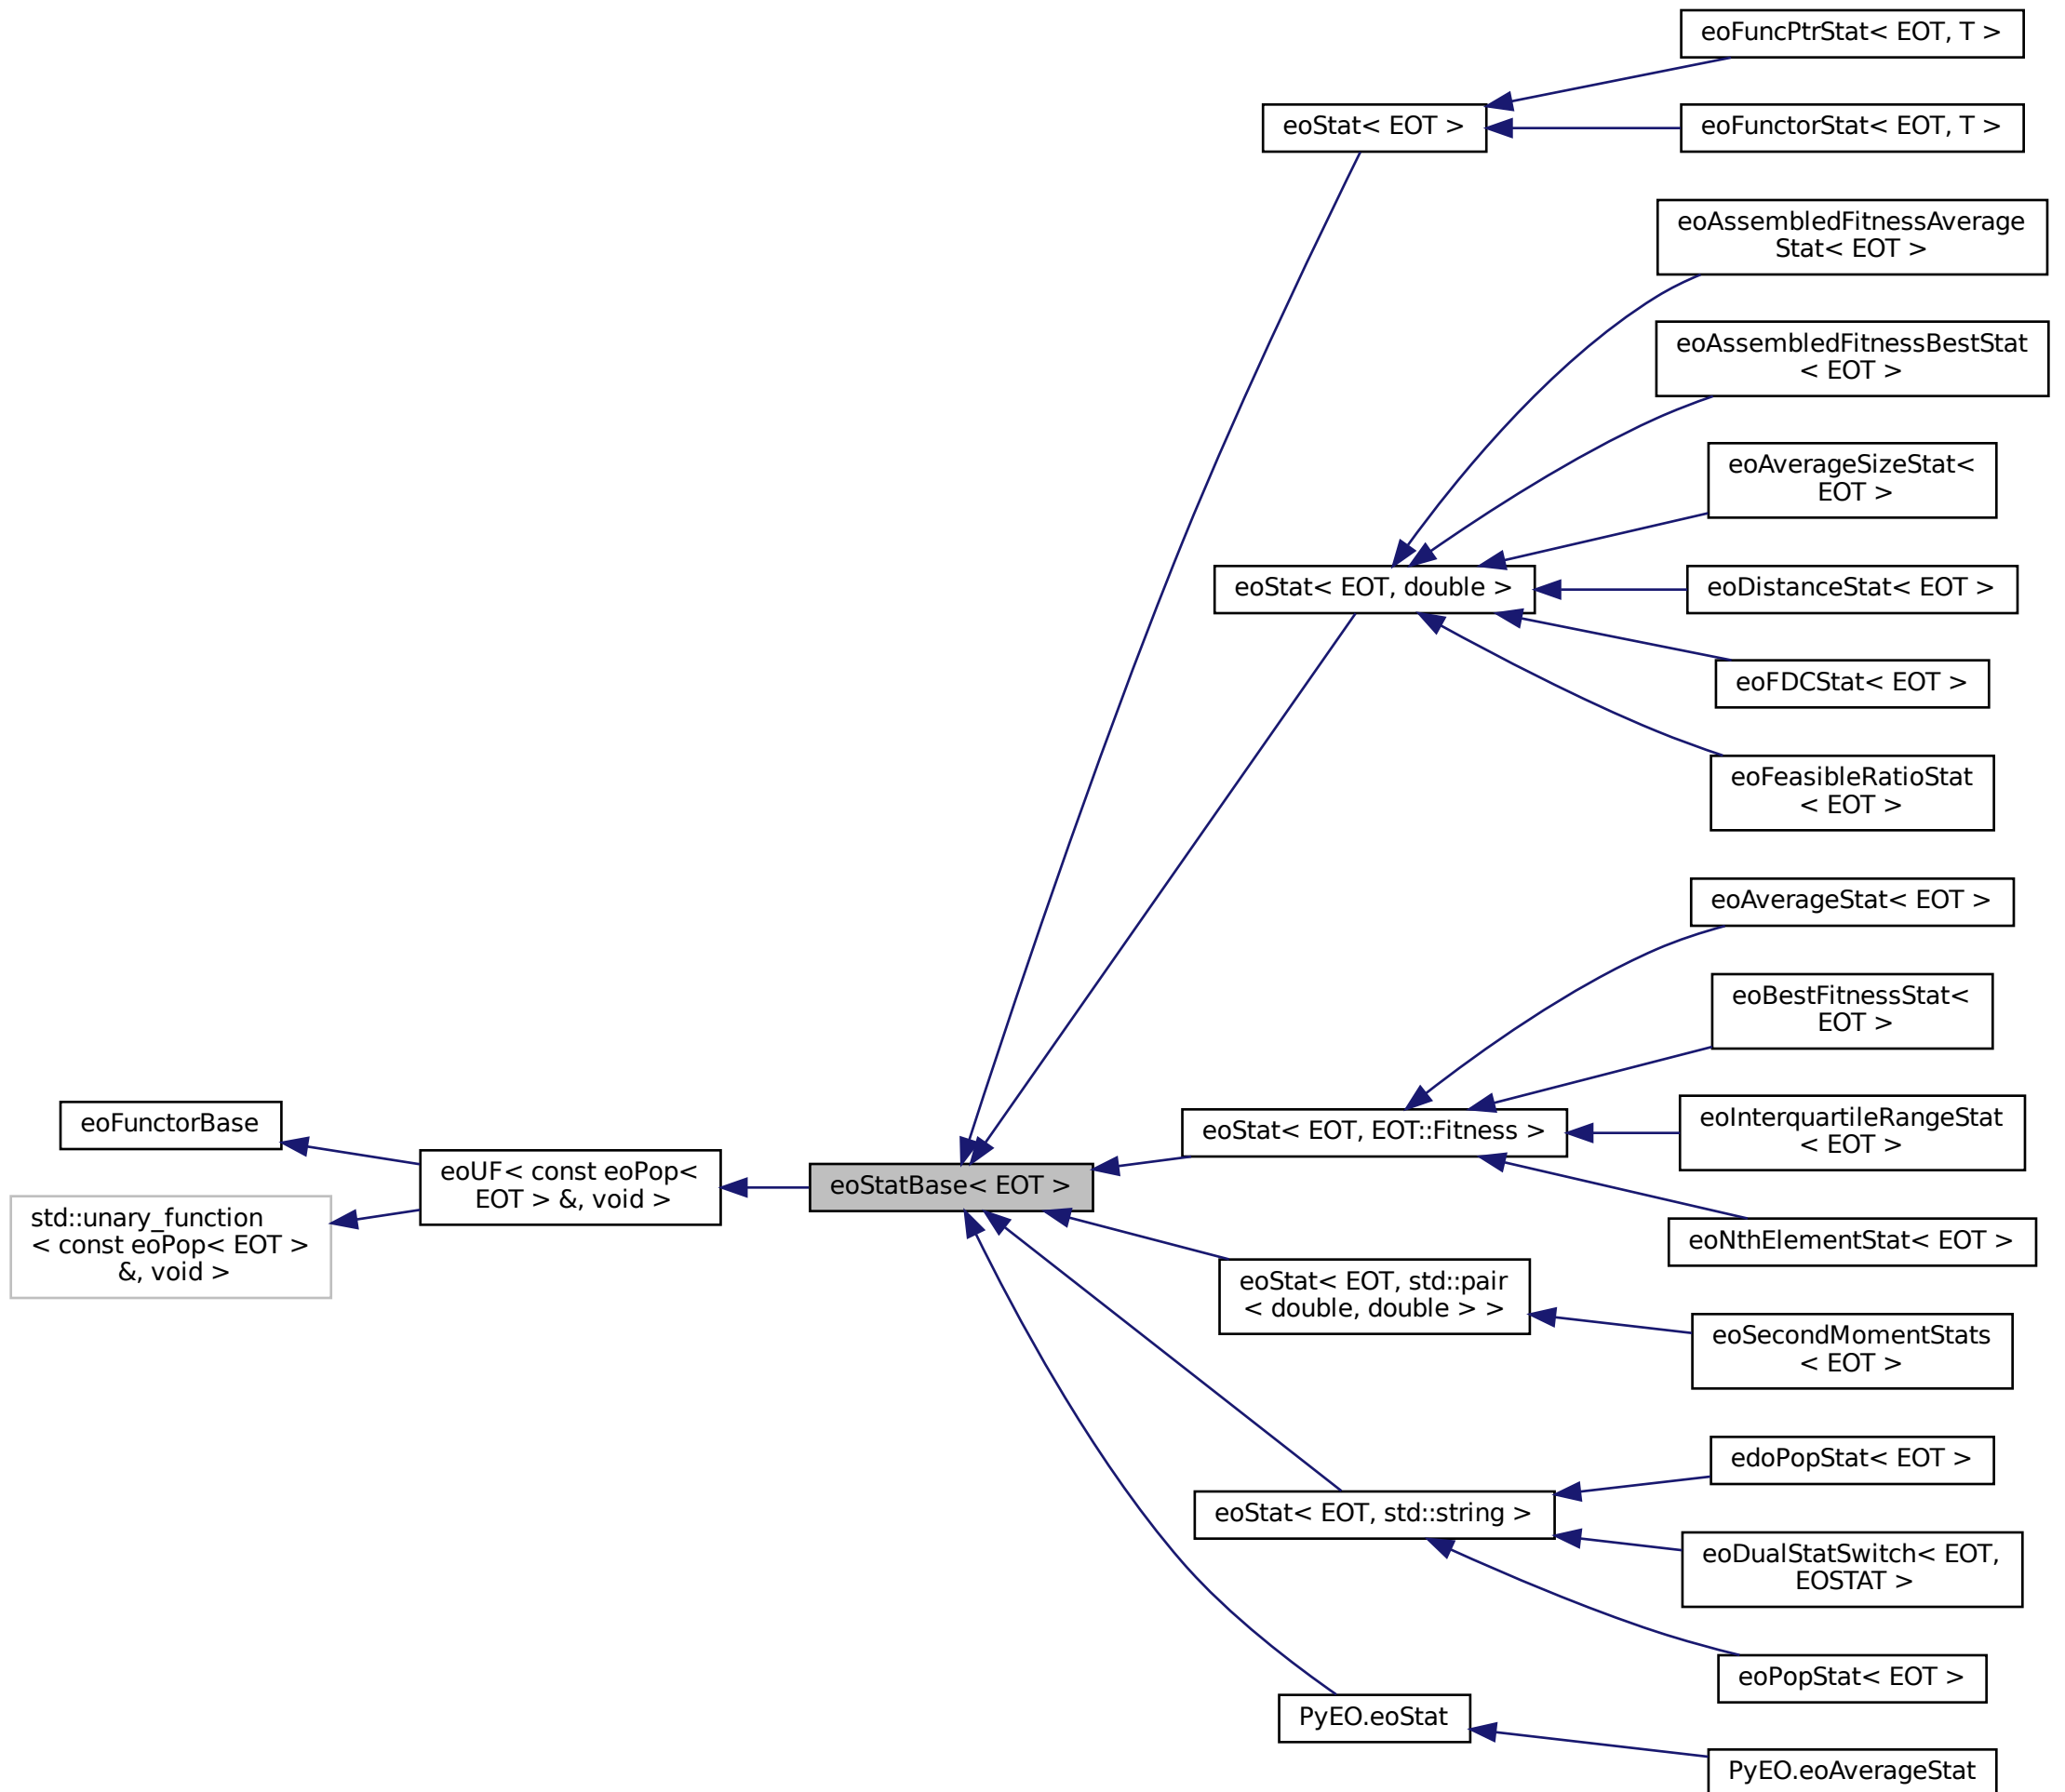 eoFunctorBase
std::unary_function
< const eoPop< EOT >
&, void >
eoUF< const eoPop<
EOT > &, void >
eoStatBase< EOT >
eoStat< EOT >
eoFuncPtrStat< EOT, T >
eoFunctorStat< EOT, T >
eoStat< EOT, double >
eoAssembledFitnessAverage
Stat< EOT >
eoAssembledFitnessBestStat
< EOT >
eoAverageSizeStat<
EOT >
eoDistanceStat< EOT >
eoFDCStat< EOT >
eoFeasibleRatioStat
< EOT >
eoStat< EOT, EOT::Fitness >
eoAverageStat< EOT >
eoBestFitnessStat<
EOT >
eoInterquartileRangeStat
< EOT >
eoNthElementStat< EOT >
eoStat< EOT, std::pair
< double, double > >
eoSecondMomentStats
< EOT >
eoStat< EOT, std::string >
edoPopStat< EOT >
eoDualStatSwitch< EOT,
EOSTAT >
eoPopStat< EOT >
PyEO.eoStat
PyEO.eoAverageStat